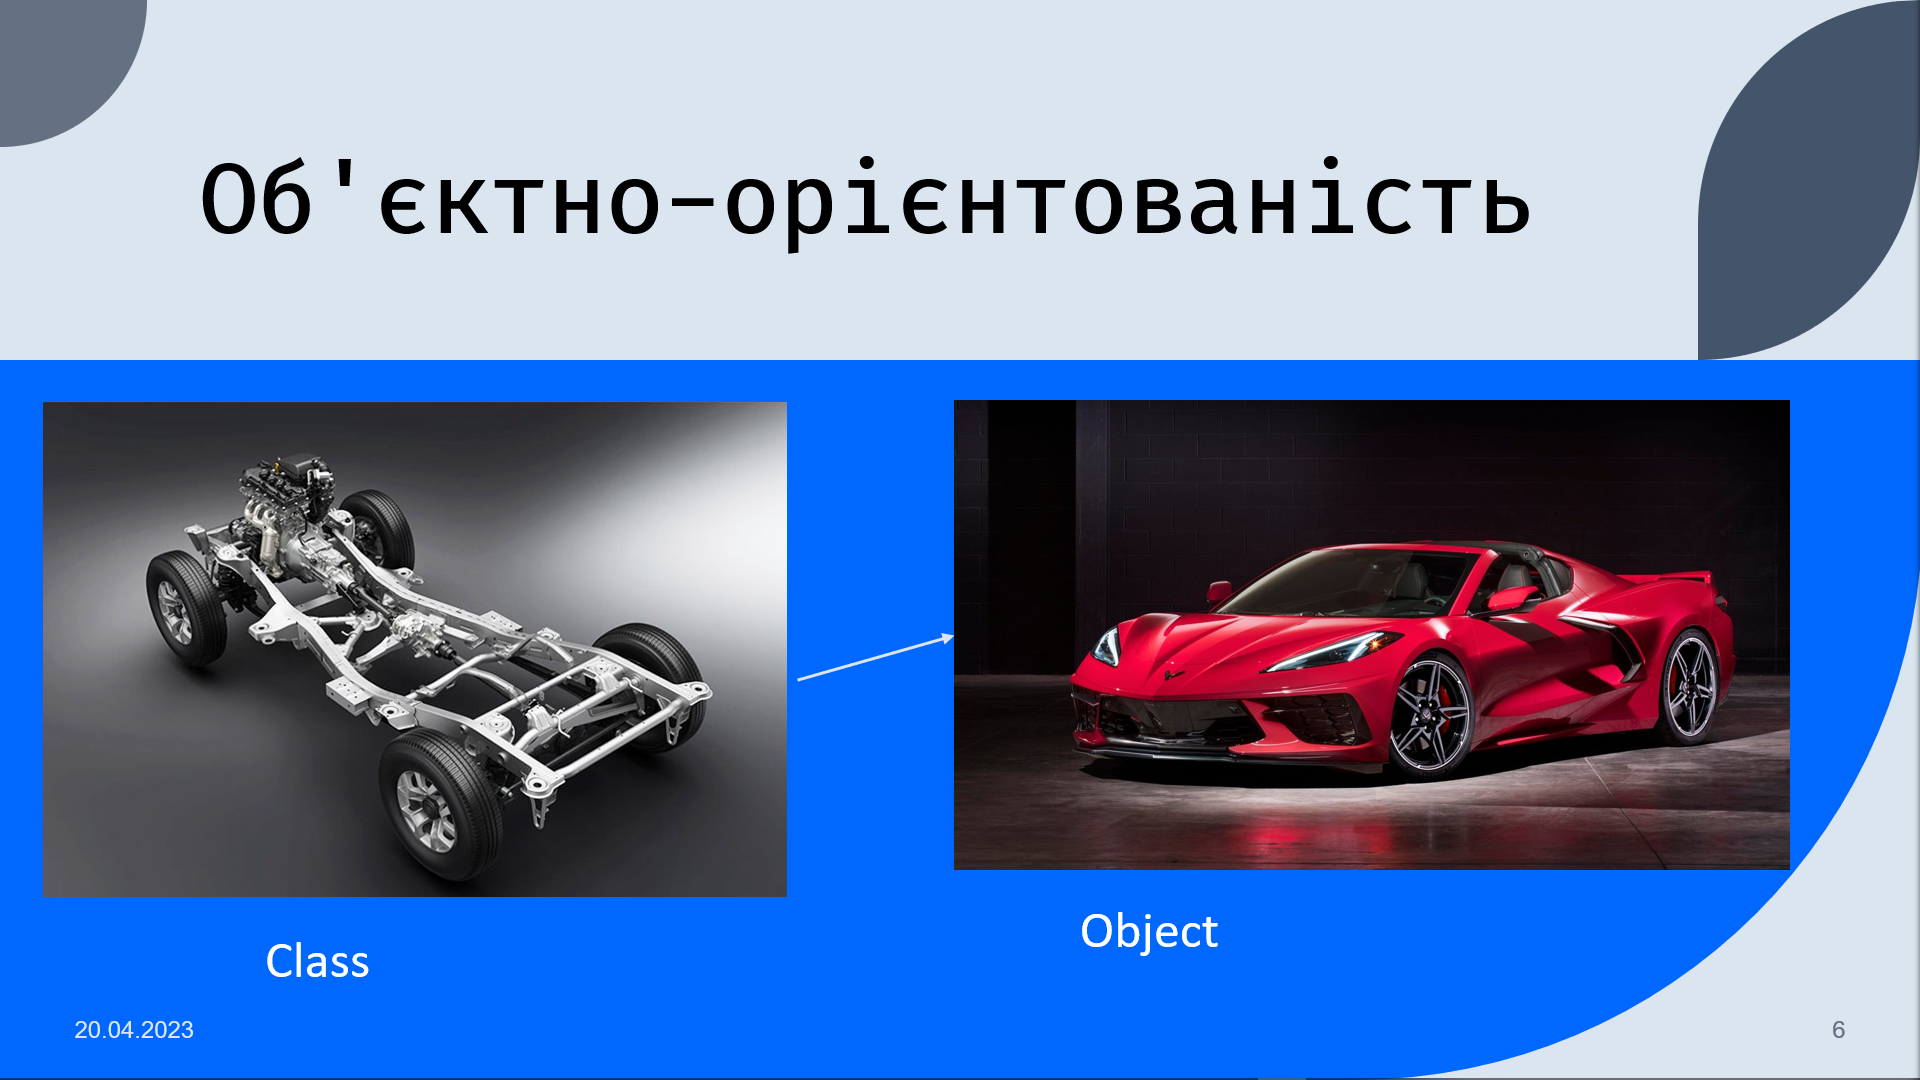 Об'єктно-орієнтованість
Class
Object
20.04.2023
6